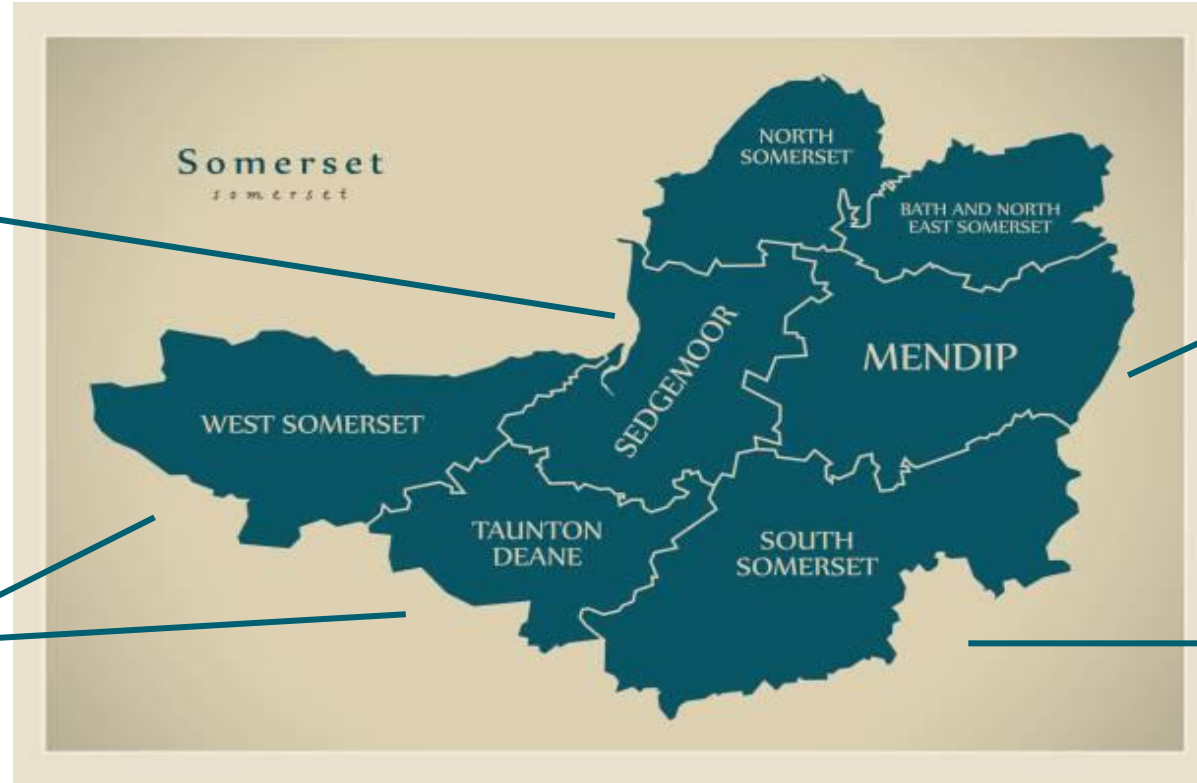 Somerset
somerset
NORTH
SOMERSET
BATH AND NORTH
EAST SOMERSET
SEDGEMOOR
MENDIP
WEST SOMERSET
TAUNTON
DEANE
SOUTH
SOMERSET